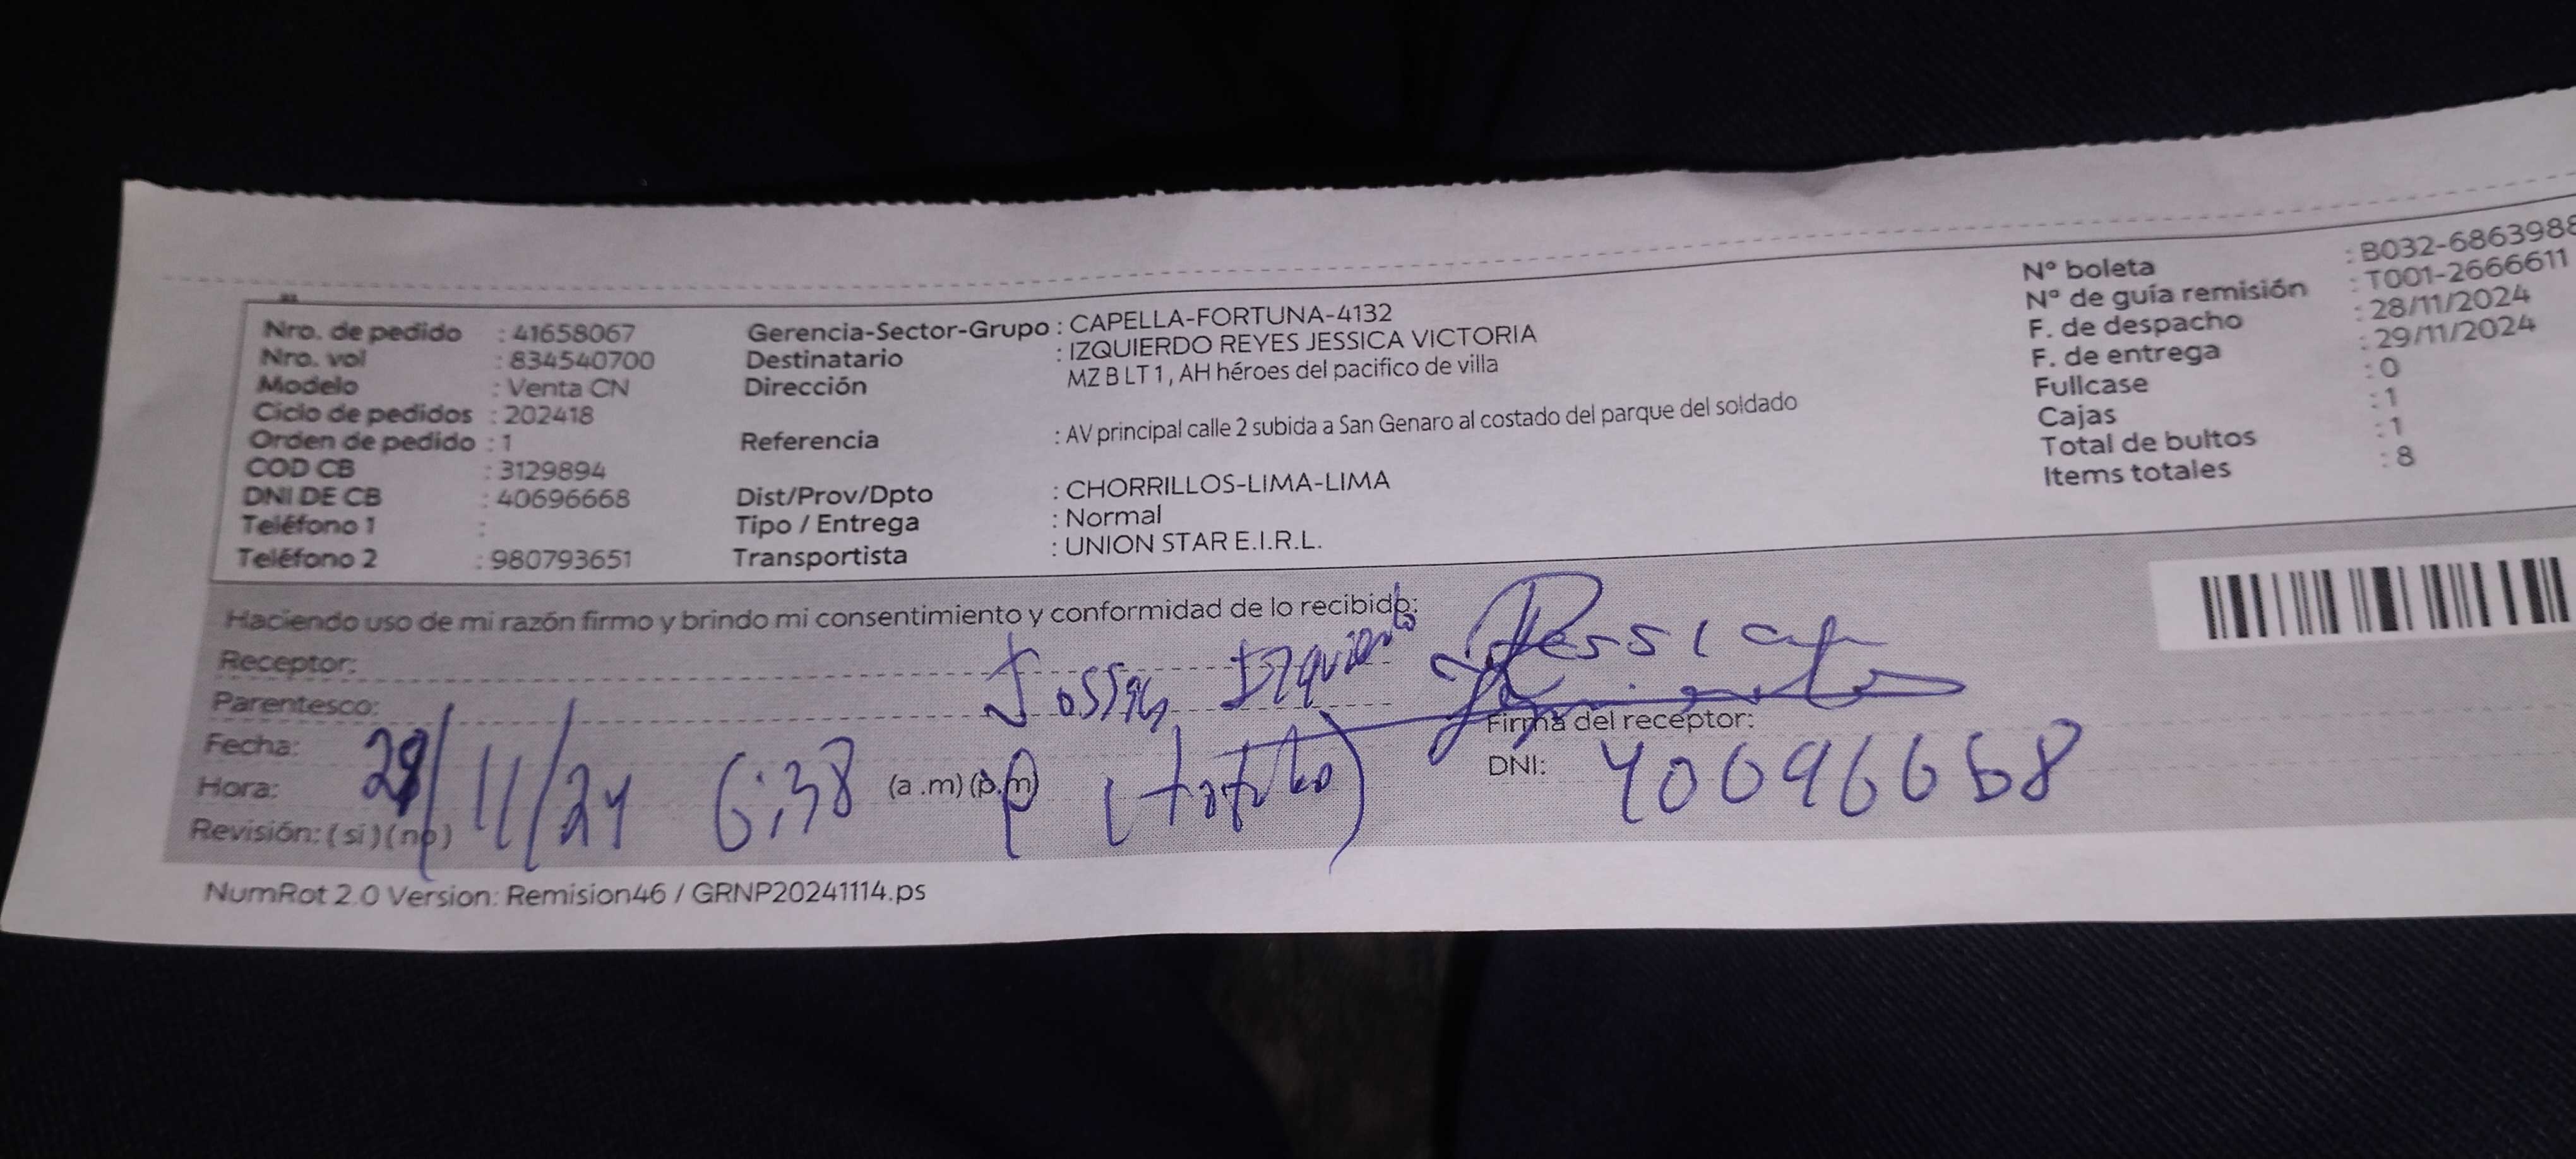 Nro. de pedido : 41658067
Nro. vol : 834540700
Modelo : Venta CN
Ciclo de pedidos : 202418
Orden de pedido : 1
COD CB : 3129894
DNI DE CB : 40696668
Teléfono 1 :
Teléfono 2 : 980793651
Gerencia-Sector-Grupo : CAPELLA-FORTUNA-4132
Destinatario : IZQUIERDO REYES JESSICA VICTORIA
Dirección MZ B LT 1, AH héroes del pacifico de villa
Referencia : AV principal calle 2 subida a San Genaro al costado del parque del soldado
Dist/Prov/Dpto : CHORRILLOS-LIMA-LIMA
Tipo / Entrega : Normal
Transportista : UNION STAR E.I.R.L.
Nº boleta : B032-6863988
Nº de guía remisión : T001-2666611
F. de despacho : 28/11/2024
F. de entrega : 29/11/2024
Fullcase : 0
Cajas : 1
Total de bultos : 1
Items totales : 8
Haciendo uso de mi razón firmo y brindo mi consentimiento y conformidad de lo recibido:
Receptor:
Parentesco:
Fecha: 29/11/24
Hora: 6:38 (a .m) (p.m)
Revisión: ( si ) ( no )
Firma del receptor:
DNI: 40696668
NumRot 2.0 Version: Remision46 / GRNP20241114.ps